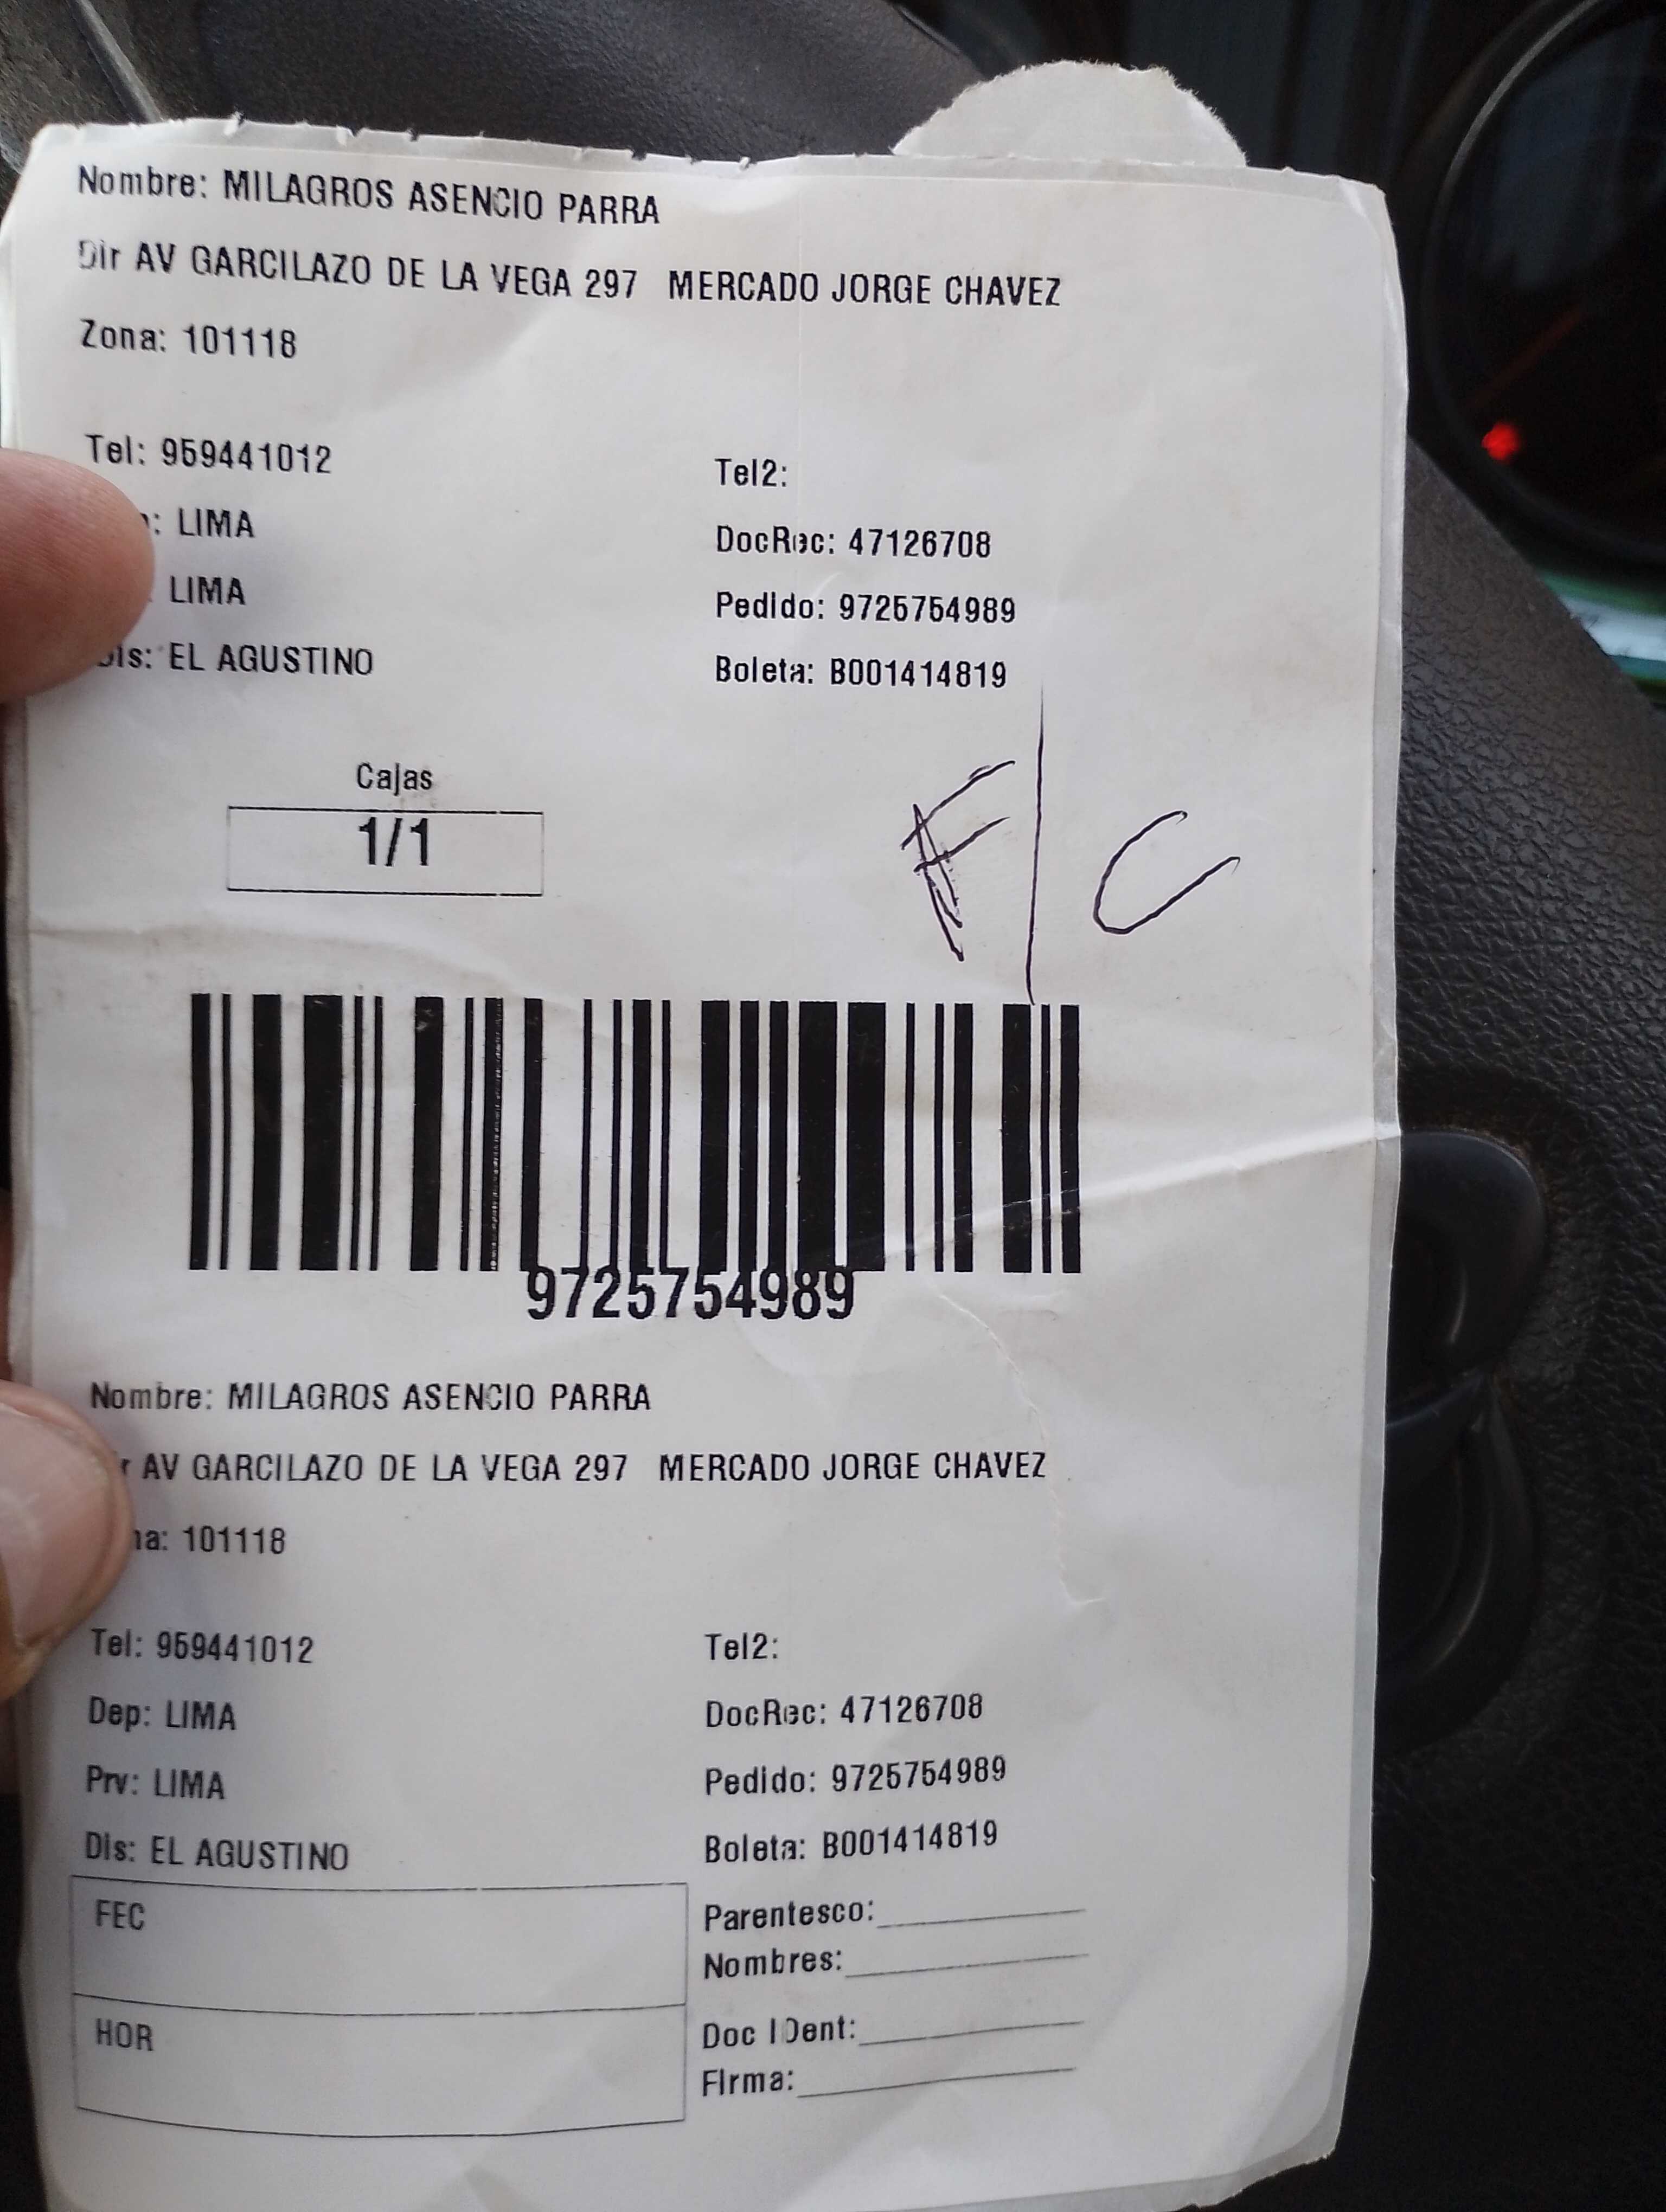 Nombre: MILAGROS ASENCIO PARRA
Dir AV GARCILAZO DE LA VEGA 297 MERCADO JORGE CHAVEZ
Zona: 101118
Tel: 959441012
Tel2:
: LIMA
DocRec: 47126708
LIMA
Pedido: 9725754989
Dis: EL AGUSTINO
Boleta: B001414819
Cajas
1/1
F/C
9725754989
Nombre: MILAGROS ASENCIO PARRA
r AV GARCILAZO DE LA VEGA 297 MERCADO JORGE CHAVEZ
na: 101118
Tel: 959441012
Tel2:
Dep: LIMA
DocRec: 47126708
Prv: LIMA
Pedido: 9725754989
Dis: EL AGUSTINO
Boleta: B001414819
FEC
Parentesco:
Nombres:
HOR
Doc IDent:
Firma: